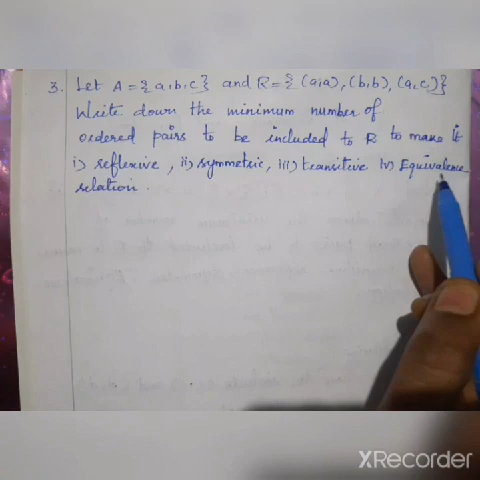 3. Let A = {a,b,c} and R = {(a,a), (b,b), (a,c)}
Write down the minimum number of
ordered pairs to be included to R to make it
i) reflexive, ii) symmetric, iii) transitive iv) Equivalence
relation.
XRecorder